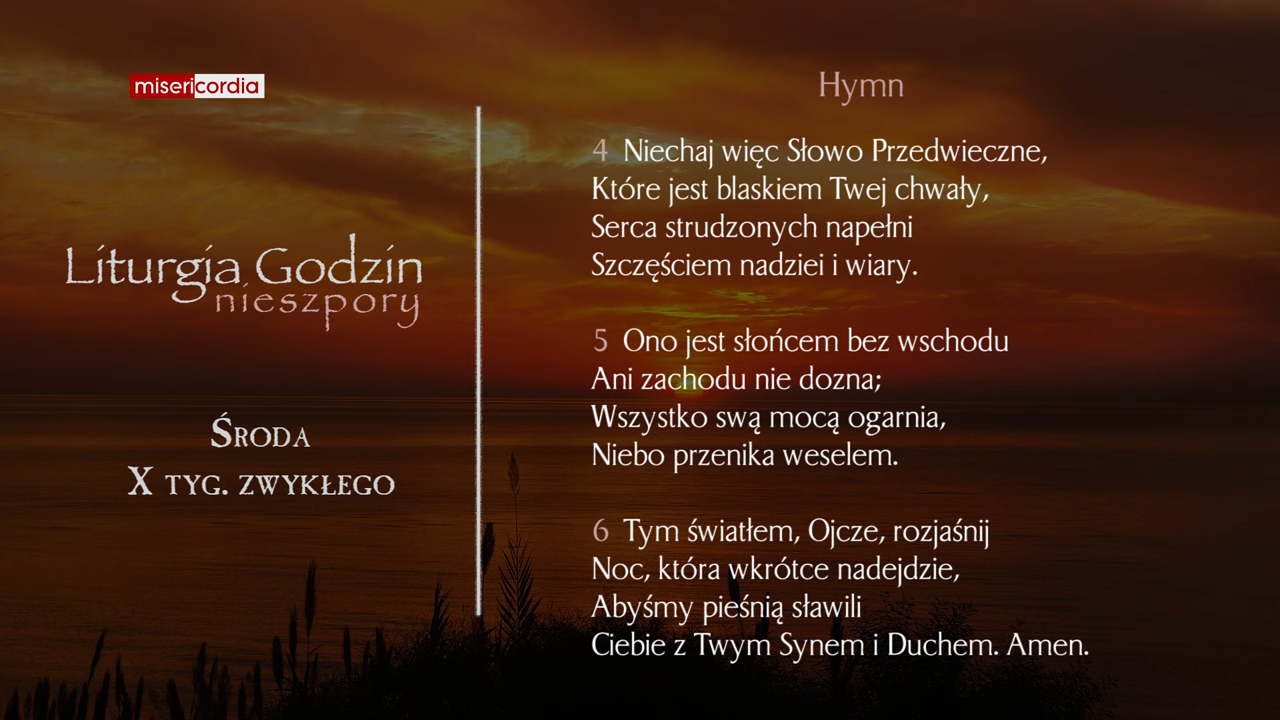 misericordia
Liturgia Godzin
nieszpory
Środa
X tyg. zwykłego
Hymn
4 Niechaj więc Słowo Przedwieczne,
Które jest blaskiem Twej chwały,
Serca strudzonych napełni
Szczęściem nadziei i wiary.
5 Ono jest słońcem bez wschodu
Ani zachodu nie dozna;
Wszystko swą mocą ogarnia,
Niebo przenika weselem.
6 Tym światłem, Ojcze, rozjaśnij
Noc, która wkrótce nadejdzie,
Abyśmy pieśnią sławili
Ciebie z Twym Synem i Duchem. Amen.